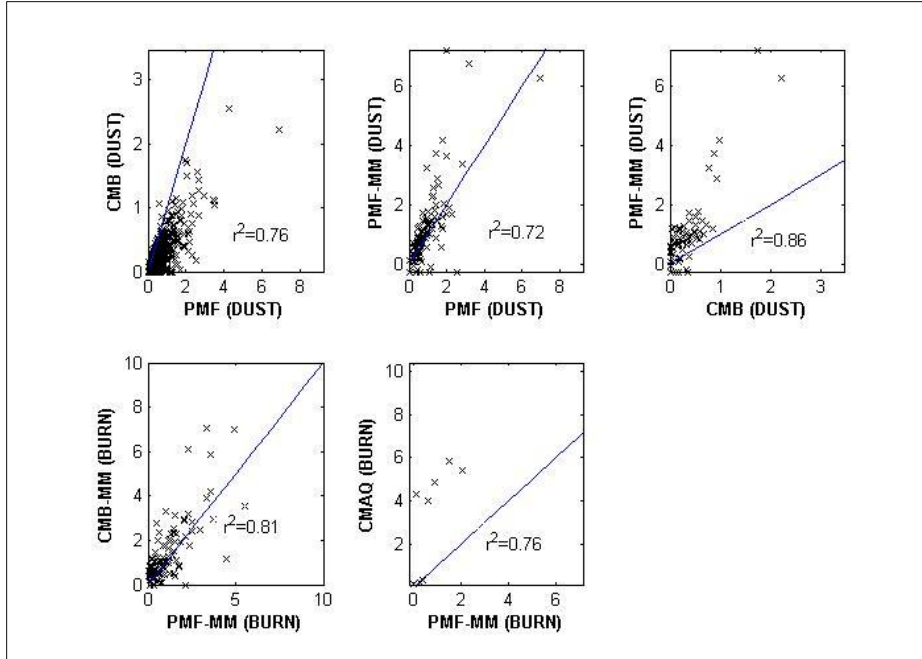 CMB (DUST)
3
2
1
0
0 2 4 6 8
r²=0.76
PMF (DUST)
PMF-MM (DUST)
6
4
2
0
0 2 4 6 8
r²=0.72
PMF (DUST)
PMF-MM (DUST)
6
4
2
0
0 1 2 3
r²=0.86
CMB (DUST)
CMB-MM (BURN)
10
8
6
4
2
0
0 5 10
r²=0.81
PMF-MM (BURN)
CMAQ (BURN)
10
8
6
4
2
0 2 4 6
r²=0.76
PMF-MM (BURN)